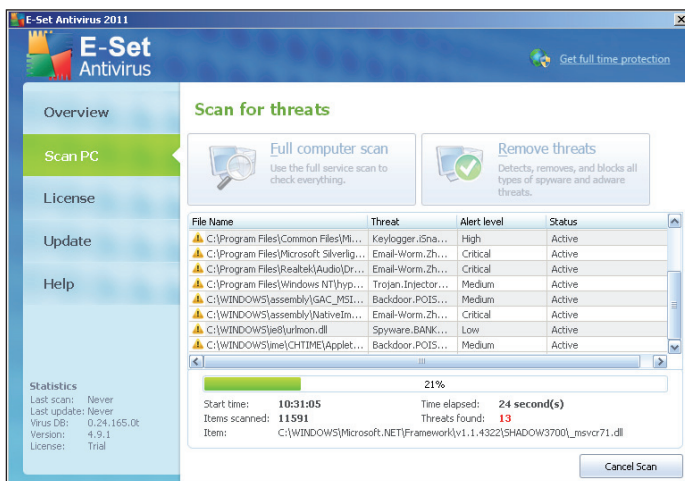 E-Set Antivirus 2011
E-Set
Antivirus
Get full time protection
Overview
Scan PC
License
Update
Help
Statistics
Last scan: Never
Last update: Never
Virus DB: 0.24.165.0t
Version: 4.9.1
License: Trial
Scan for threats
Full computer scan
Use the full service scan to
check everything.
Remove threats
Detects, removes, and blocks all
types of spyware and adware
threats.
File Name Threat Alert level Status
C:\Program Files\Common Files\Mi... Keylogger.iSna... High Active
C:\Program Files\Microsoft Silverlig... Email-Worm.Zh... Critical Active
C:\Program Files\Realtek\Audio\Dr... Email-Worm.Zh... Critical Active
C:\Program Files\Windows NT\hyp... Trojan.Injector... Medium Active
C:\WINDOWS\assembly\GAC_MSI... Backdoor.POIS... Medium Active
C:\WINDOWS\assembly\NativeIm... Email-Worm.Zh... Critical Active
C:\WINDOWS\ie8\urlmon.dll Spyware.BANK... Low Active
C:\WINDOWS\ime\CHTIME\Applet... Backdoor.POIS... Medium Active
21%
Start time: 10:31:05 Time elapsed: 24 second(s)
Items scanned: 11591 Threats found: 13
Item: C:\WINDOWS\Microsoft.NET\Framework\v1.1.4322\SHADOW3700\_msvcr71.dll
Cancel Scan